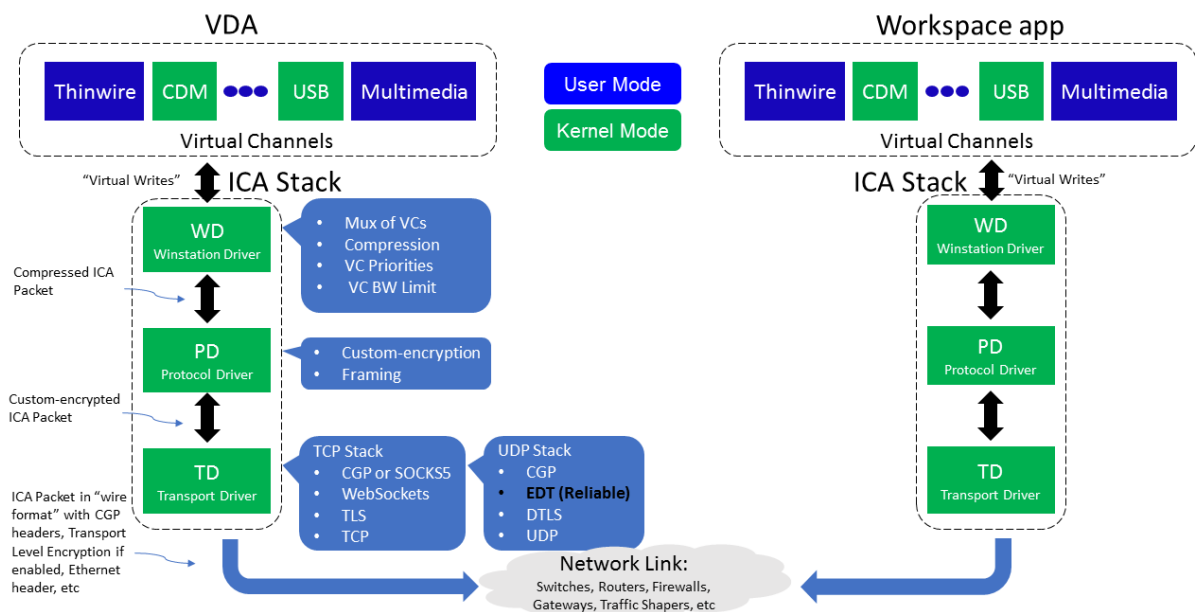 VDA
Workspace app
Thinwire
CDM
USB
Multimedia
Virtual Channels
User Mode
Kernel Mode
Thinwire
CDM
USB
Multimedia
Virtual Channels
“Virtual Writes”
ICA Stack
ICA Stack
“Virtual Writes”
WD
Winstation Driver
• Mux of VCs
• Compression
• VC Priorities
• VC BW Limit
Compressed ICA
Packet
PD
Protocol Driver
• Custom-encryption
• Framing
Custom-encrypted
ICA Packet
TD
Transport Driver
TCP Stack
• CGP or SOCKS5
• WebSockets
• TLS
• TCP
UDP Stack
• CGP
• EDT (Reliable)
• DTLS
• UDP
ICA Packet in “wire
format” with CGP
headers, Transport
Level Encryption if
enabled, Ethernet
header, etc
WD
Winstation Driver
PD
Protocol Driver
TD
Transport Driver
Network Link:
Switches, Routers, Firewalls,
Gateways, Traffic Shapers, etc